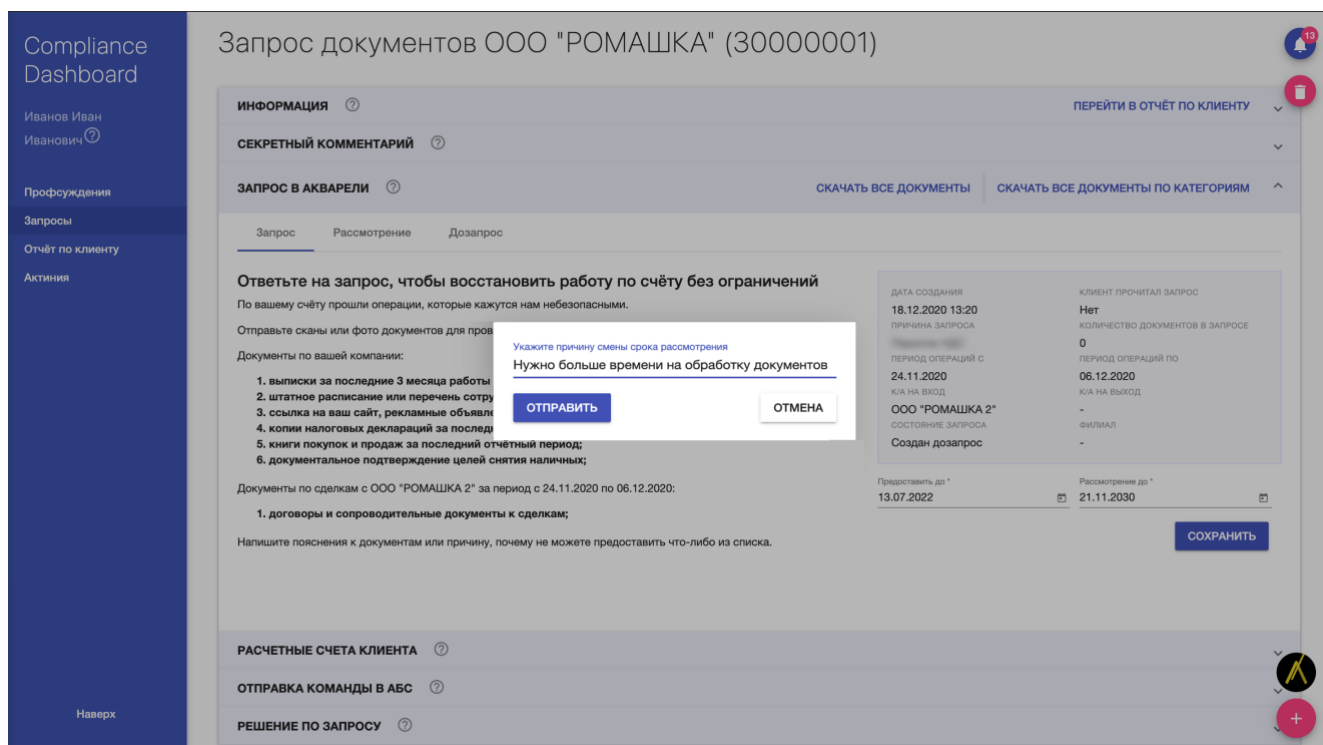 Compliance
Dashboard
Иванов Иван
Иванович
Профсуждения
Запросы
Отчёт по клиенту
Актиния
Наверх
Запрос документов ООО "РОМАШКА" (30000001)
13
ИНФОРМАЦИЯ
ПЕРЕЙТИ В ОТЧЁТ ПО КЛИЕНТУ
СЕКРЕТНЫЙ КОММЕНТАРИЙ
ЗАПРОС В АКВАРЕЛИ
СКАЧАТЬ ВСЕ ДОКУМЕНТЫ
СКАЧАТЬ ВСЕ ДОКУМЕНТЫ ПО КАТЕГОРИЯМ
Запрос Рассмотрение Дозапрос
Ответьте на запрос, чтобы восстановить работу по счёту без ограничений
По вашему счёту прошли операции, которые кажутся нам небезопасными.
Отправьте сканы или фото документов для
Документы по вашей компании:
1. выписки за последние 3 месяца работы
2. штатное расписание или перечень
3. ссылка на ваш сайт, рекламные
4. копии налоговых деклараций за
5. книги покупок и продаж за последний отчётный период;
6. документальное подтверждение целей снятия наличных;
Документы по сделкам с ООО "РОМАШКА 2" за период с 24.11.2020 по 06.12.2020:
1. договоры и сопроводительные документы к сделкам;
Напишите пояснения к документам или причину, почему не можете предоставить что-либо из списка.
Укажите причину смены срока рассмотрения
Нужно больше времени на обработку документов
ОТПРАВИТЬ
ОТМЕНА
ДАТА СОЗДАНИЯ
18.12.2020 13:20
КЛИЕНТ ПРОЧИТАЛ ЗАПРОС
Нет
ПРИЧИНА ЗАПРОСА
КОЛИЧЕСТВО ДОКУМЕНТОВ В ЗАПРОСЕ
0
ПЕРИОД ОПЕРАЦИЙ С
24.11.2020
ПЕРИОД ОПЕРАЦИЙ ПО
06.12.2020
К/А НА ВХОД
ООО "РОМАШКА 2"
К/А НА ВЫХОД
-
СОСТОЯНИЕ ЗАПРОСА
Создан дозапрос
ФИЛИАЛ
-
Предоставить до *
13.07.2022
Рассмотрение до *
21.11.2030
СОХРАНИТЬ
РАСЧЕТНЫЕ СЧЕТА КЛИЕНТА
ОТПРАВКА КОМАНДЫ В АБС
РЕШЕНИЕ ПО ЗАПРОСУ